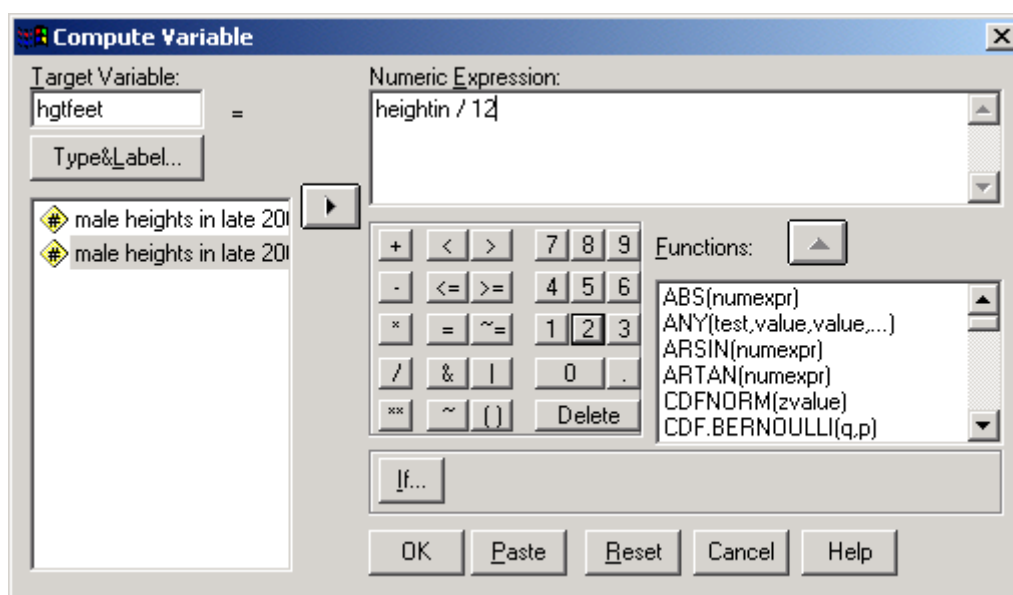 Compute Variable
Target Variable:
hgtfeet
=
Type&Label...
male heights in late 20
male heights in late 20
Numeric Expression:
heightin / 12
+ < > 7 8 9
- <= >= 4 5 6
* = ~= 1 2 3
/ & | 0 .
** ~ () Delete
Functions:
ABS(numexpr)
ANY(test,value,value,...)
ARSIN(numexpr)
ARTAN(numexpr)
CDFNORM(zvalue)
CDF.BERNOULLI(q,p)
If...
OK Paste Reset Cancel Help